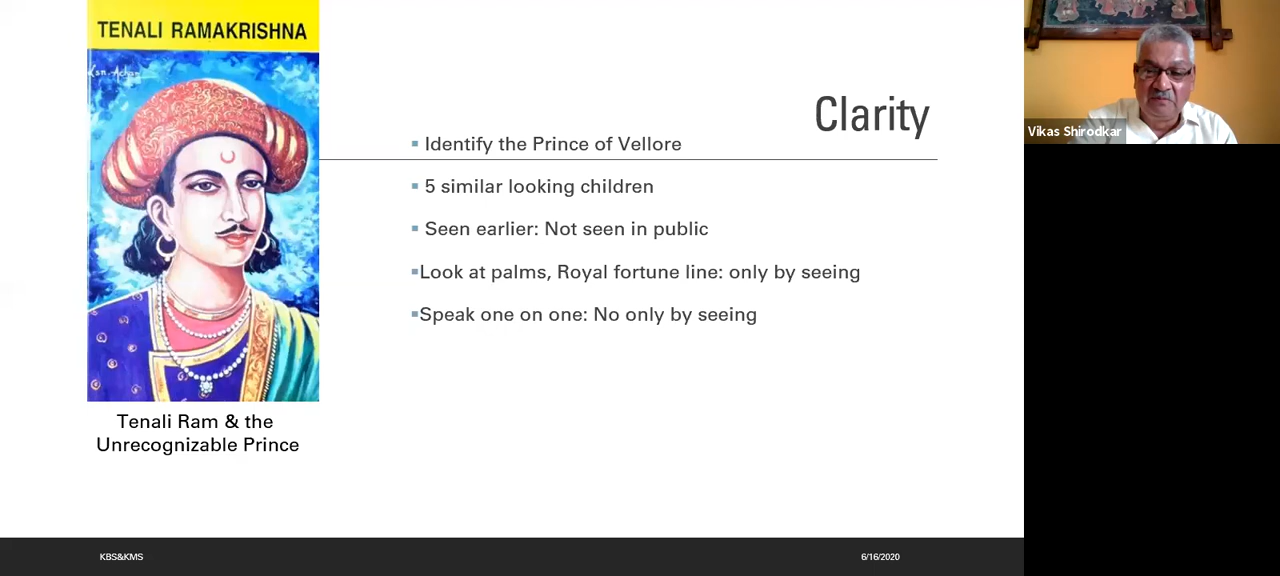 TENALI RAMAKRISHNA
Clarity
▪ Identify the Prince of Vellore
▪ 5 similar looking children
▪ Seen earlier: Not seen in public
▪Look at palms, Royal fortune line: only by seeing
▪Speak one on one: No only by seeing
Tenali Ram & the
Unrecognizable Prince
KBS&KMS
6/16/2020
Vikas Shirodkar